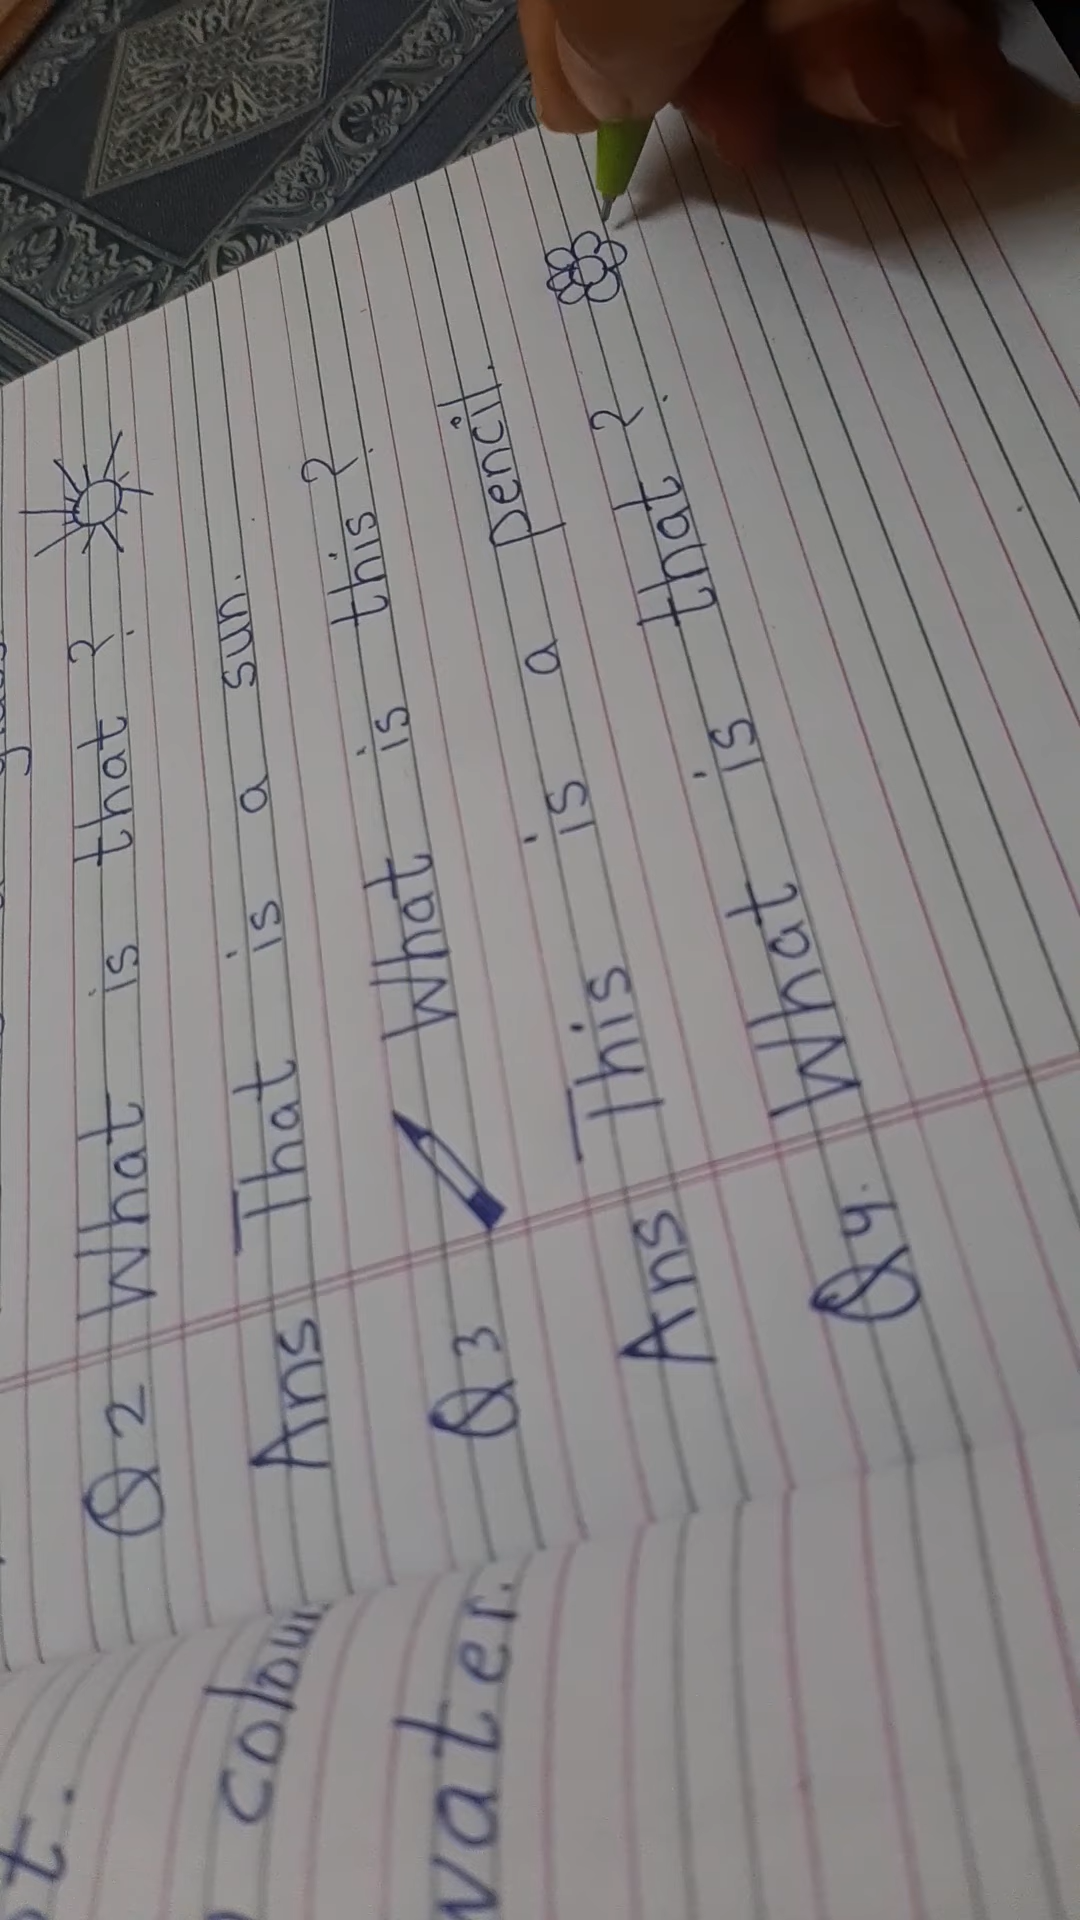 Q2 What is that ?
Ans That is a sun.
Q3 What is this ?
Ans This is a pencil.
Q4. What is that ?
colour
water.